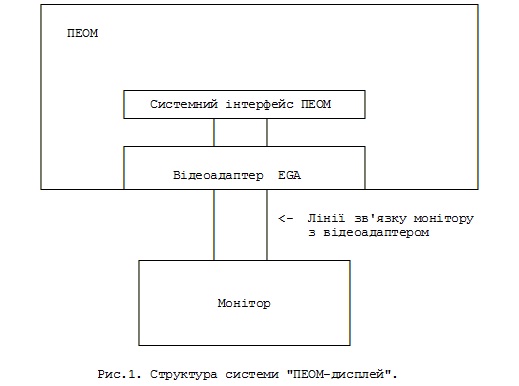 ПЕОМ
Системний інтерфейс ПЕОМ
Відеоадаптер EGA
<- Лінії зв'язку монітору
з відеоадаптером
Монітор
Рис.1. Структура системи "ПЕОМ-дисплей".